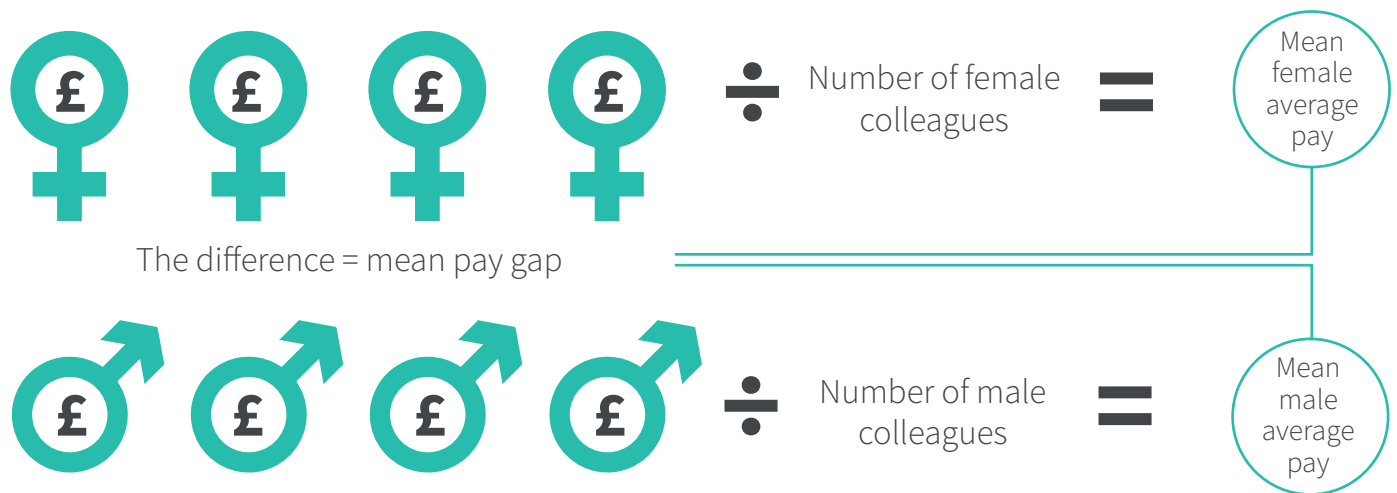 £ £ £ £ ÷ Number of female
colleagues
=
Mean
female
average
pay
The difference = mean pay gap
£ £ £ £ ÷ Number of male
colleagues
=
Mean
male
average
pay